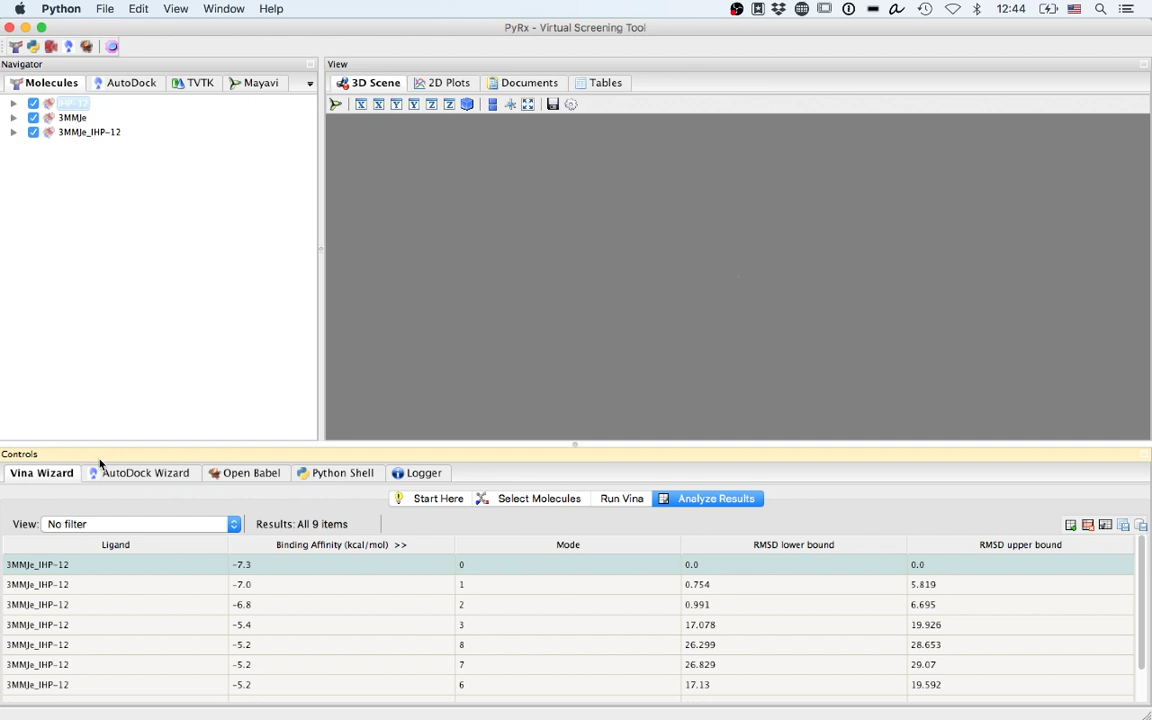 Python File Edit View Window Help 12:44
PyRx - Virtual Screening Tool
Navigator
View
Molecules AutoDock TVTK Mayavi
3D Scene 2D Plots Documents Tables
IHP-12
X X Y Y Z Z
3MMJe
3MMJe_IHP-12
Controls
Vina Wizard AutoDock Wizard Open Babel Python Shell Logger
Start Here Select Molecules Run Vina Analyze Results
View: No filter Results: All 9 items
Ligand Binding Affinity (kcal/mol) >> Mode RMSD lower bound RMSD upper bound
3MMJe_IHP-12 -7.3 0 0.0 0.0
3MMJe_IHP-12 -7.0 1 0.754 5.819
3MMJe_IHP-12 -6.8 2 0.991 6.695
3MMJe_IHP-12 -5.4 3 17.078 19.926
3MMJe_IHP-12 -5.2 8 26.299 28.653
3MMJe_IHP-12 -5.2 7 26.829 29.07
3MMJe_IHP-12 -5.2 6 17.13 19.592